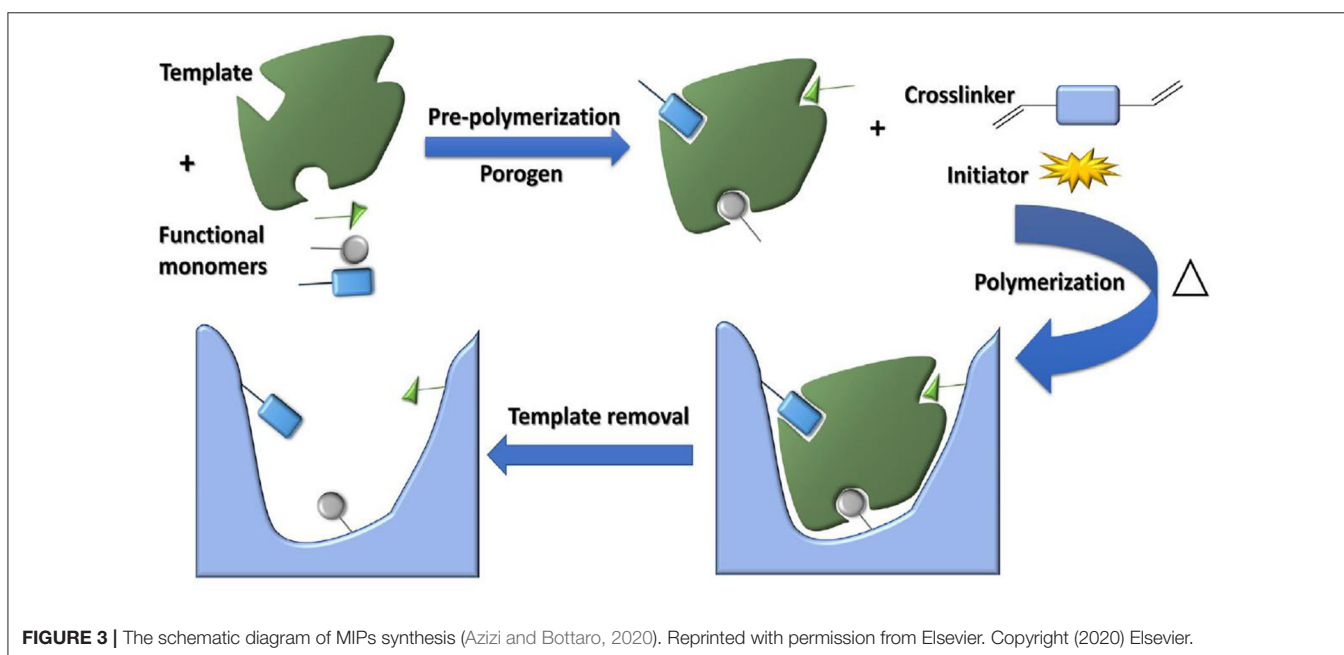 Template
+
Functional
monomers
Pre-polymerization
Porogen
+
Crosslinker
Initiator
Polymerization
△
Template removal
FIGURE 3 | The schematic diagram of MIPs synthesis (Azizi and Bottaro, 2020). Reprinted with permission from Elsevier. Copyright (2020) Elsevier.